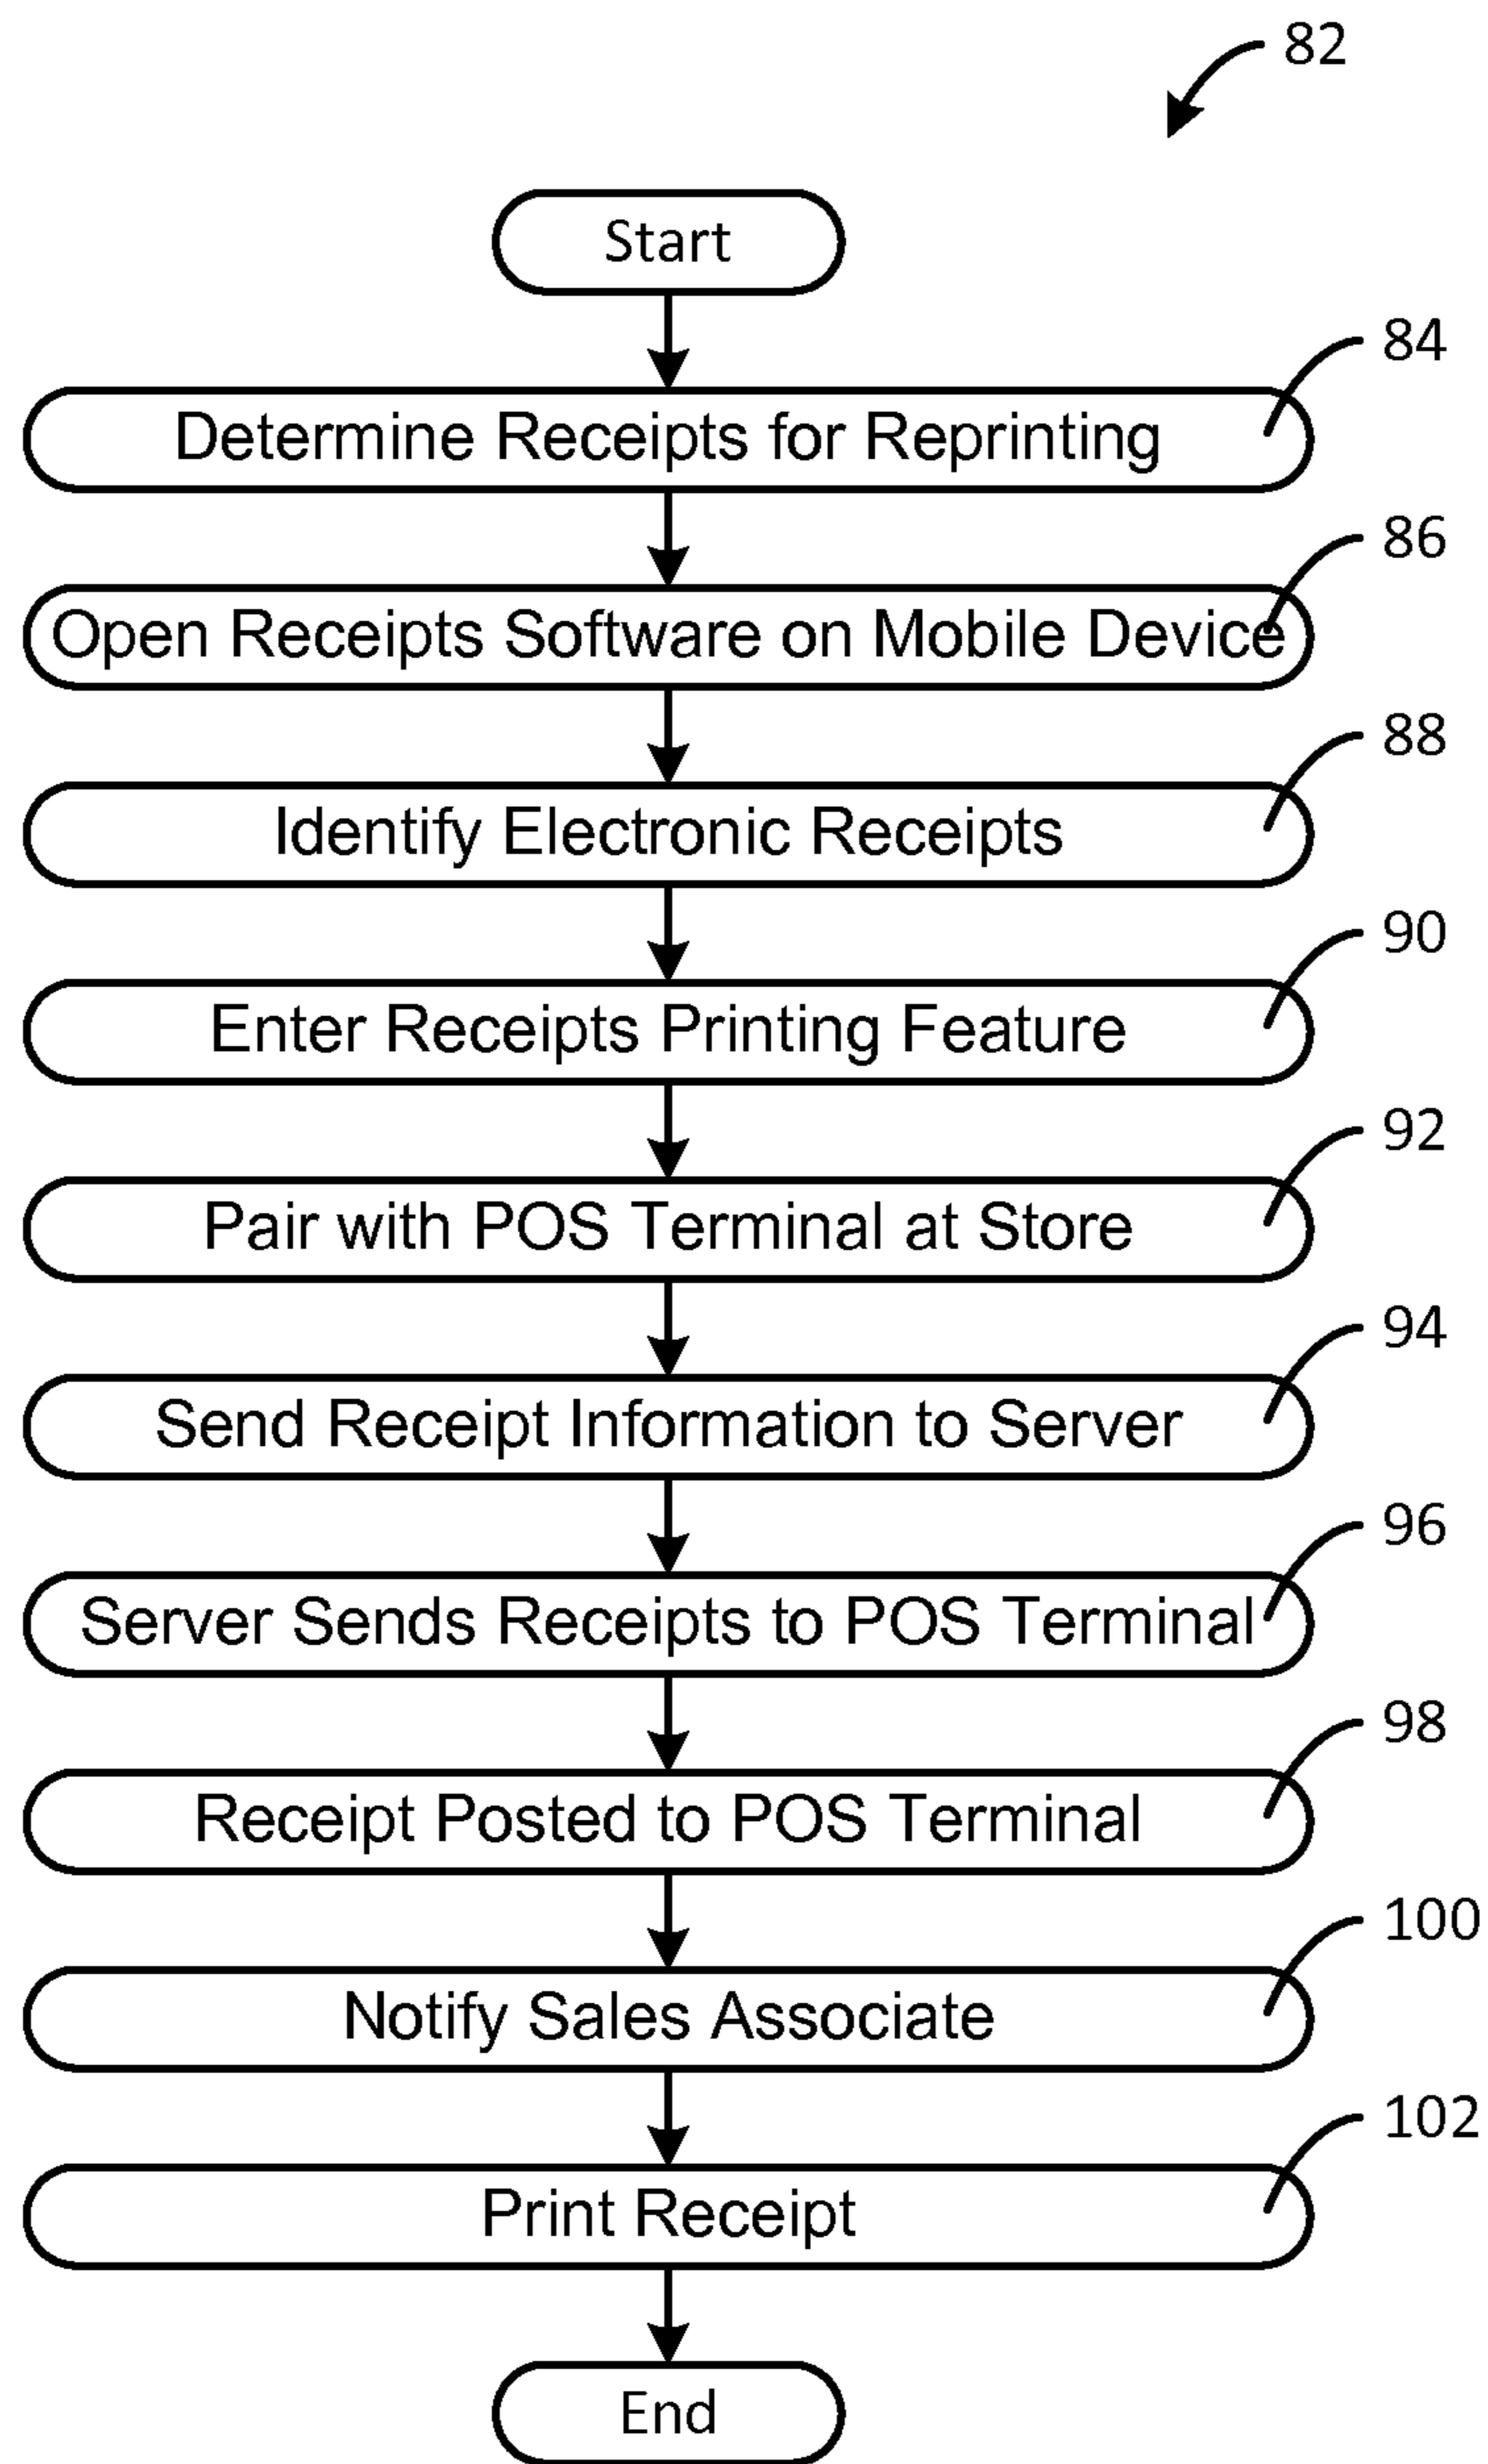 82
Start
84
Determine Receipts for Reprinting
86
Open Receipts Software on Mobile Device
88
Identify Electronic Receipts
90
Enter Receipts Printing Feature
92
Pair with POS Terminal at Store
94
Send Receipt Information to Server
96
Server Sends Receipts to POS Terminal
98
Receipt Posted to POS Terminal
100
Notify Sales Associate
102
Print Receipt
End